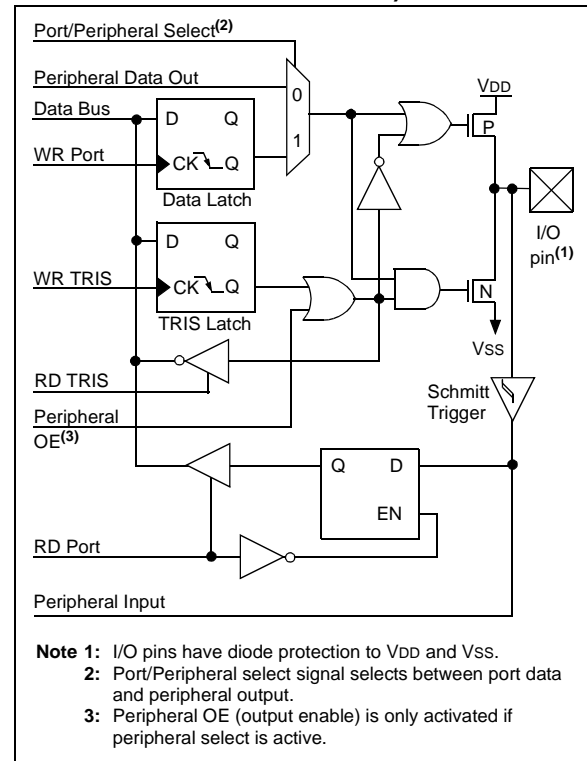 Port/Peripheral Select(2)
Peripheral Data Out
Data Bus
WR Port
D Q
CK Q
Data Latch
0
1
VDD
P
I/O
pin(1)
WR TRIS
D Q
CK Q
TRIS Latch
N
VSS
RD TRIS
Schmitt
Trigger
Peripheral
OE(3)
Q D
EN
RD Port
Peripheral Input
Note 1: I/O pins have diode protection to VDD and VSS.
2: Port/Peripheral select signal selects between port data
and peripheral output.
3: Peripheral OE (output enable) is only activated if
peripheral select is active.